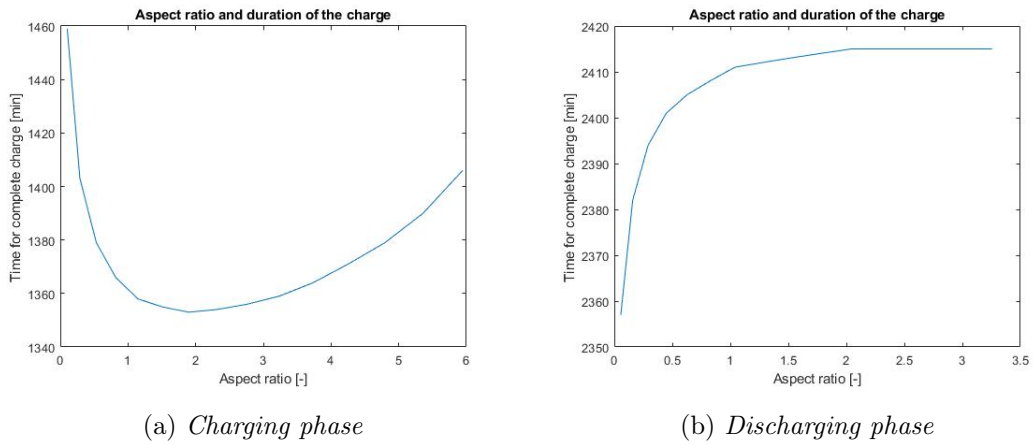 Aspect ratio and duration of the charge
1460
1440
1420
1400
1380
1360
1340
Time for complete charge [min]
0 1 2 3 4 5 6
Aspect ratio [-]
(a) Charging phase
Aspect ratio and duration of the charge
2420
2410
2400
2390
2380
2370
2360
2350
Time for complete charge [min]
0 0.5 1 1.5 2 2.5 3 3.5
Aspect ratio [-]
(b) Discharging phase